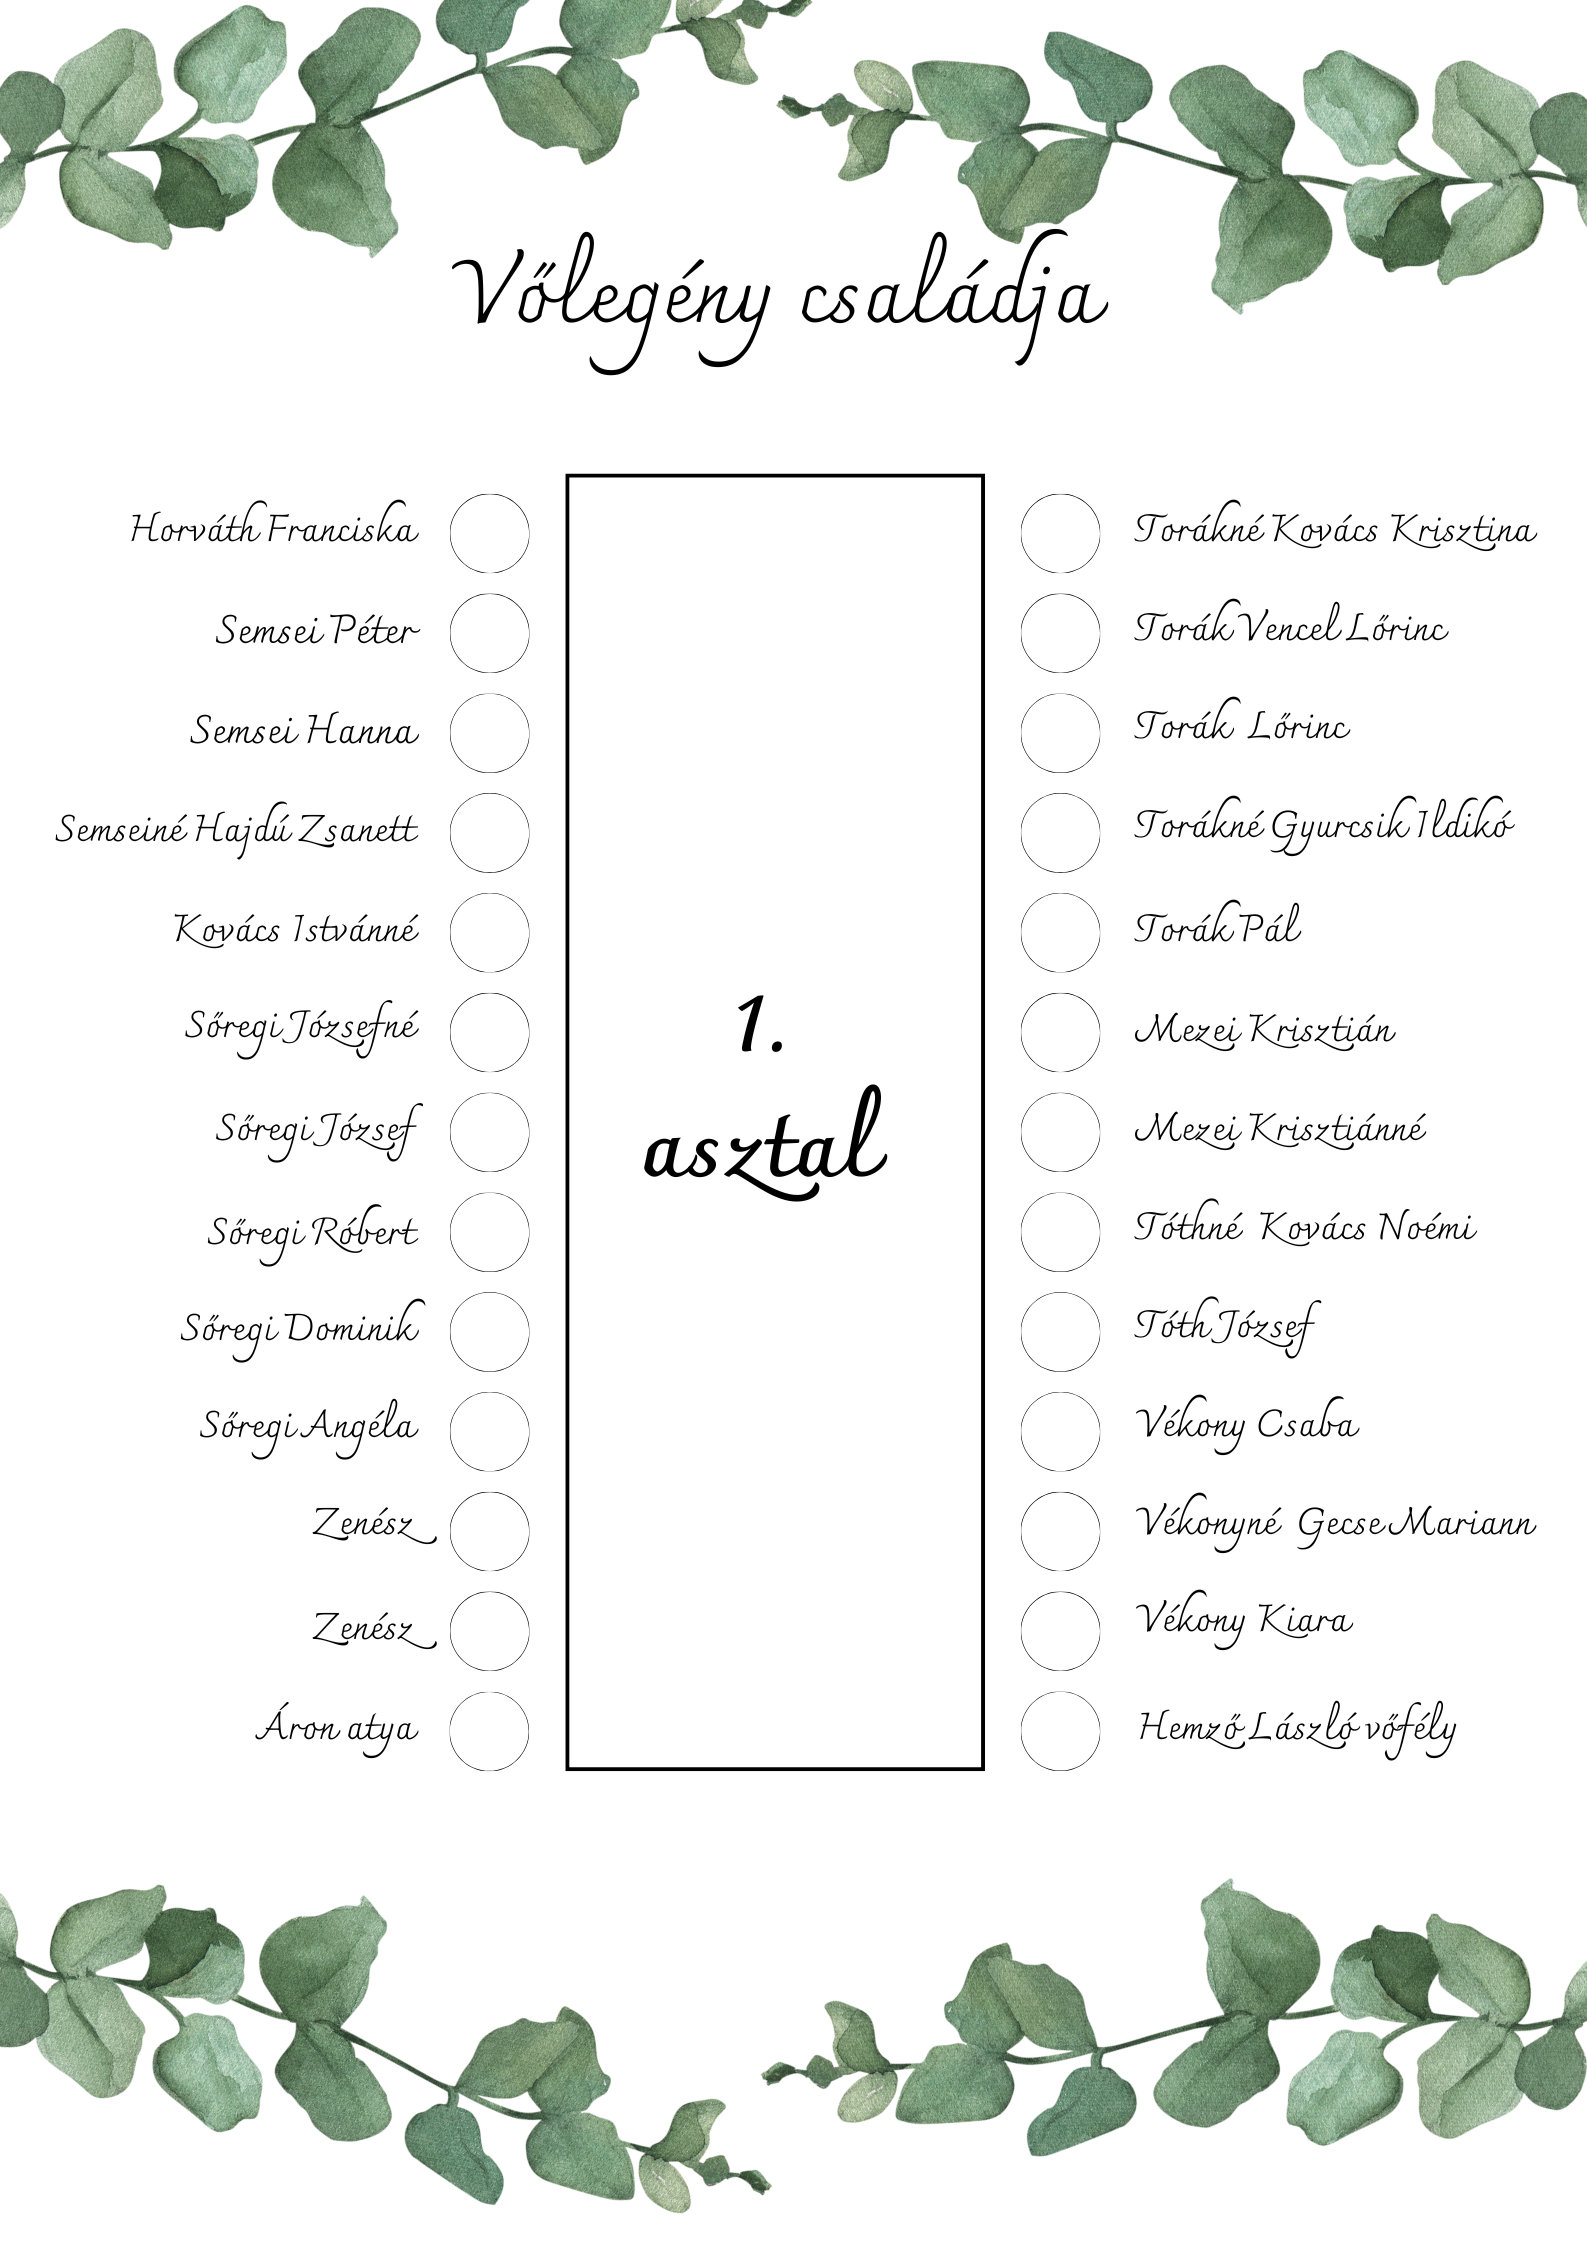 Vőlegény családja
Horváth Franciska
Semsei Péter
Semsei Hanna
Semseiné Hajdú Zsanett
Kovács Istvánné
Sőregi Józsefné
Sőregi József
Sőregi Róbert
Sőregi Dominik
Sőregi Angéla
Zenész
Zenész
Áron atya
1.
asztal
Torákné Kovács Krisztina
Torák Vencel Lőrinc
Torák Lőrinc
Torákné Gyurcsik Ildikó
Torák Pál
Mezei Krisztián
Mezei Krisztiánné
Tóthné Kovács Noémi
Tóth József
Vékony Csaba
Vékonyné Gecse Mariann
Vékony Kiara
Hemző László vőfély